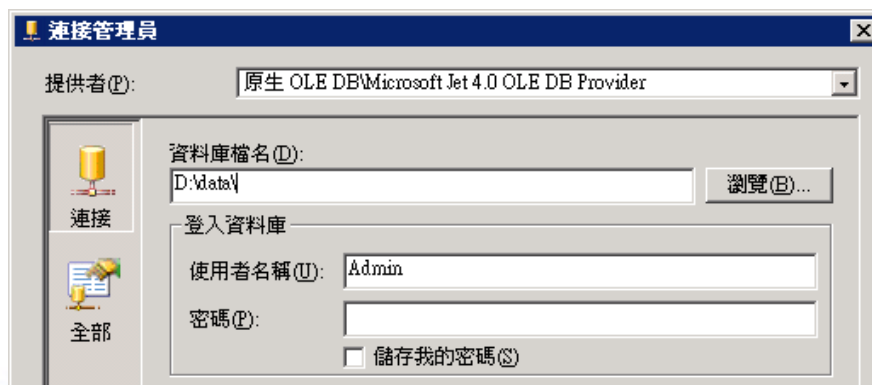 連接管理員
提供者(P): 原生 OLE DB\Microsoft Jet 4.0 OLE DB Provider
資料庫檔名(D):
D:\data\ 瀏覽(B)...
連接
登入資料庫
使用者名稱(U): Admin
密碼(P):
全部
儲存我的密碼(S)